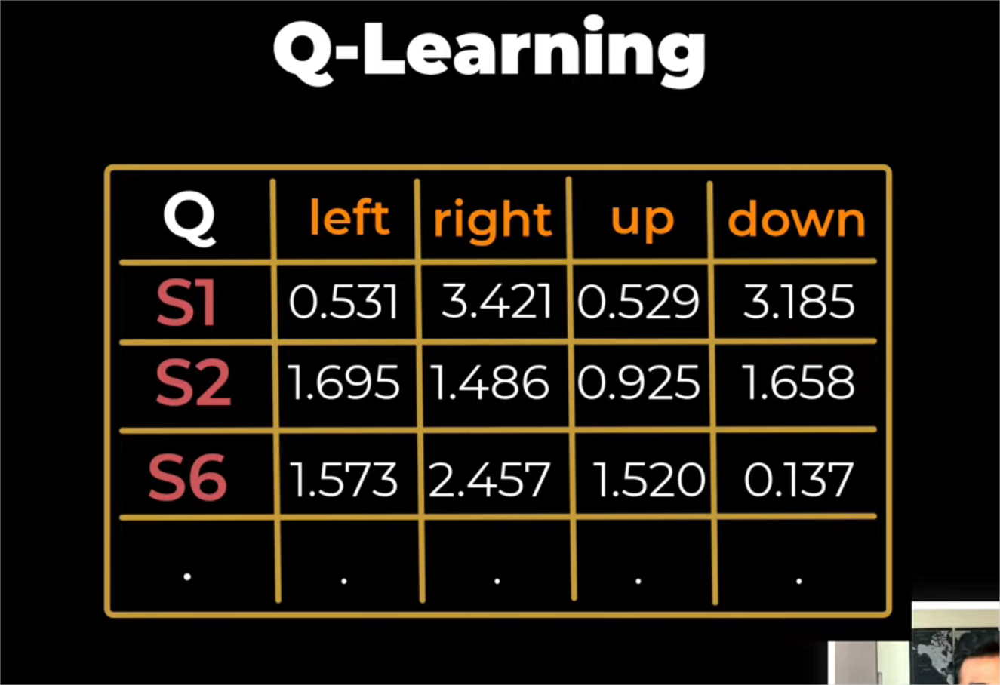 Q-Learning
Q left right up down
S1 0.531 3.421 0.529 3.185
S2 1.695 1.486 0.925 1.658
S6 1.573 2.457 1.520 0.137
. . . . .